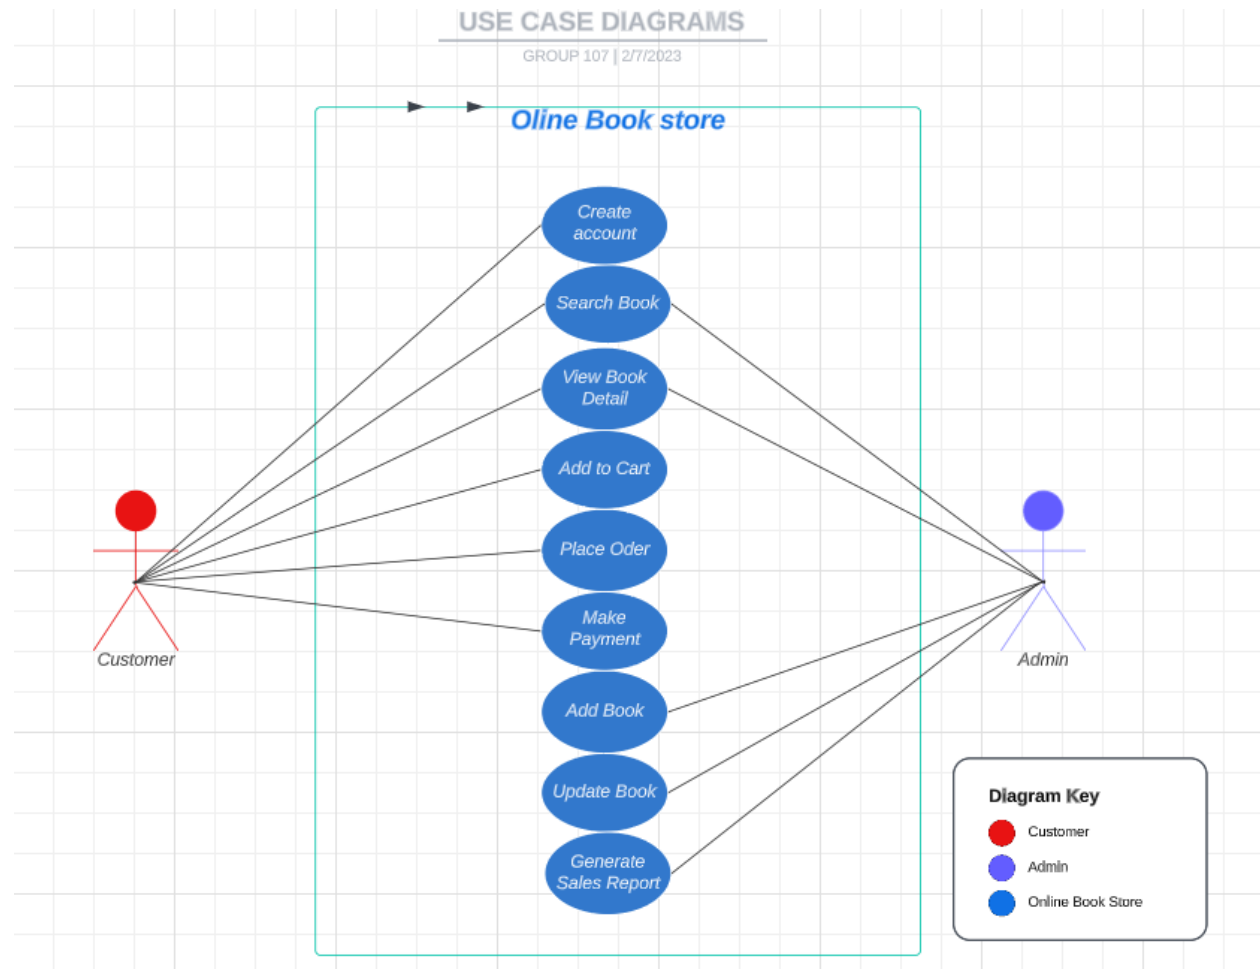 USE CASE DIAGRAMS
GROUP 107 | 2/7/2023
Oline Book store
Create
account
Search Book
View Book
Detail
Add to Cart
Place Oder
Make
Payment
Customer
Admin
Add Book
Update Book
Generate
Sales Report
Diagram Key
Customer
Admin
Online Book Store